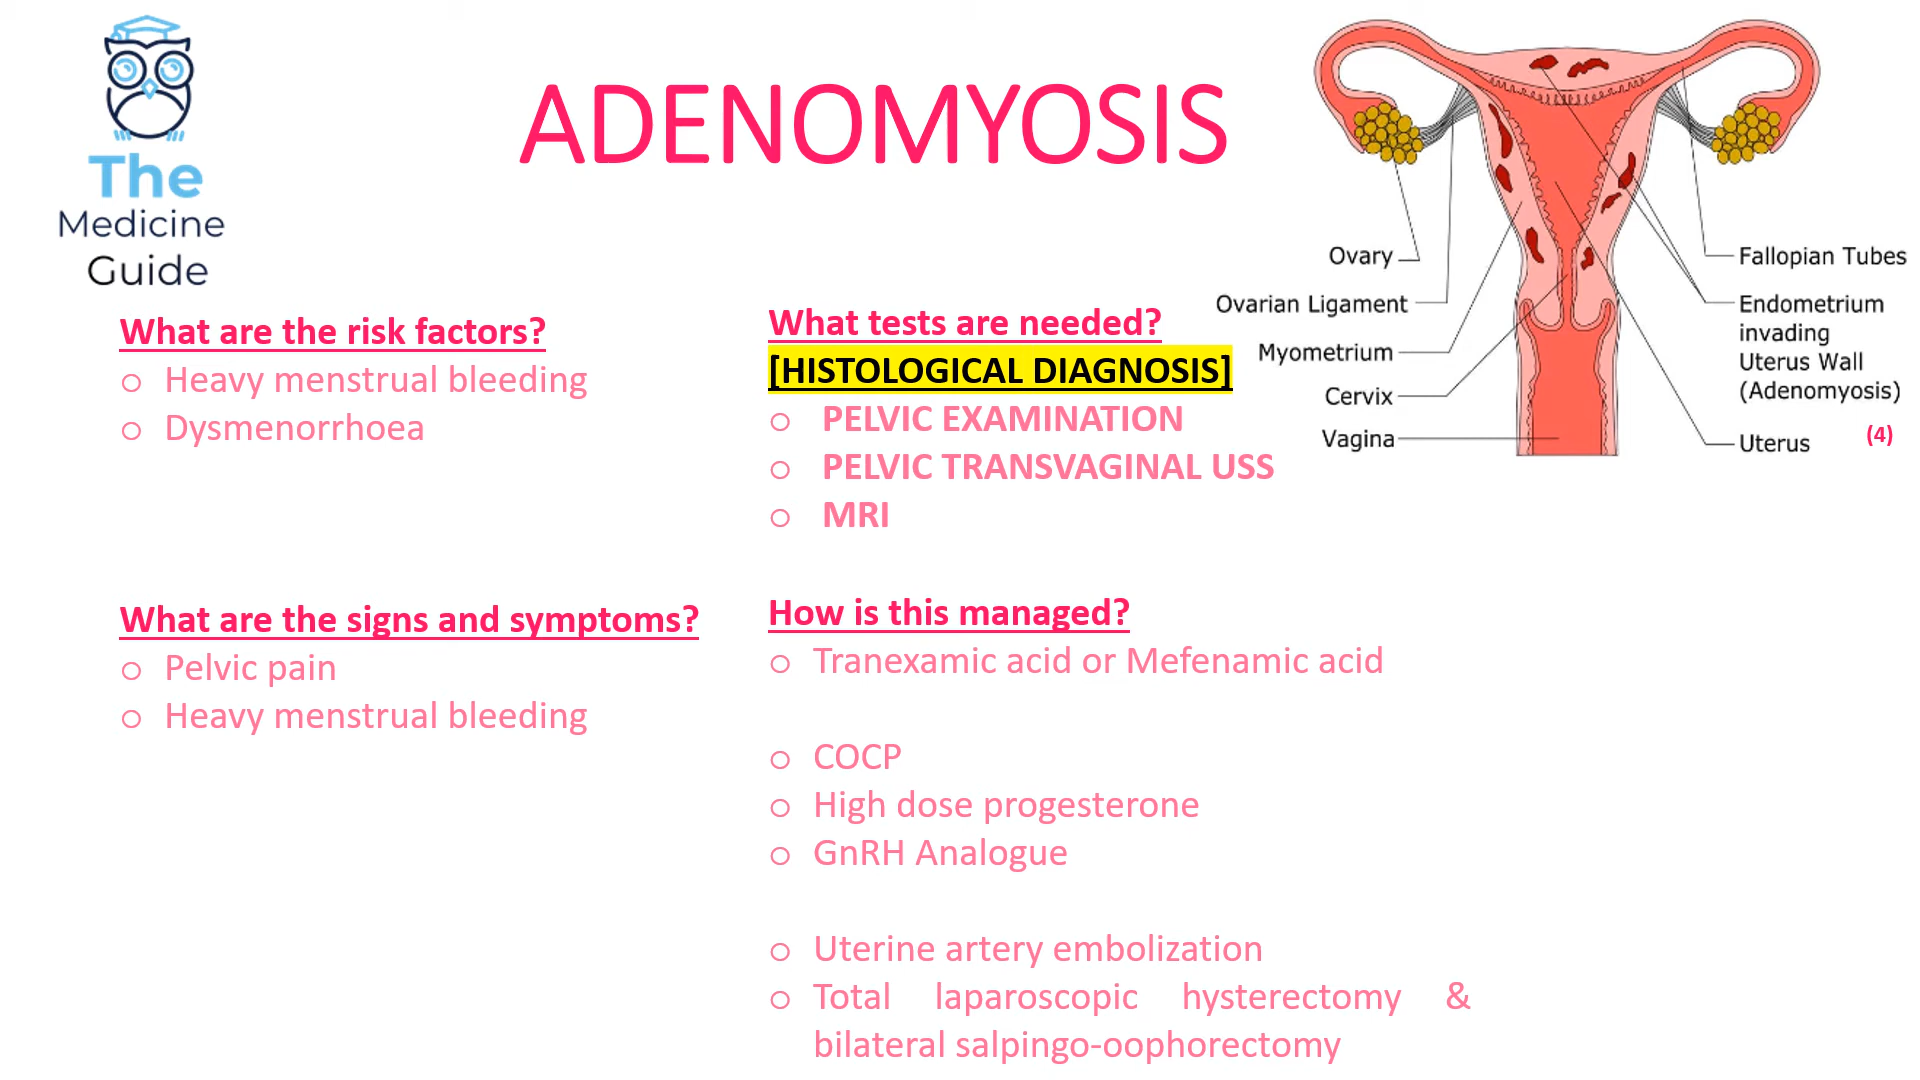 The
Medicine
Guide
ADENOMYOSIS
What are the risk factors?
o Heavy menstrual bleeding
o Dysmenorrhoea
What are the signs and symptoms?
o Pelvic pain
o Heavy menstrual bleeding
What tests are needed?
[HISTOLOGICAL DIAGNOSIS]
o PELVIC EXAMINATION
o PELVIC TRANSVAGINAL USS
o MRI
How is this managed?
o Tranexamic acid or Mefenamic acid
o COCP
o High dose progesterone
o GnRH Analogue
o Uterine artery embolization
o Total laparoscopic hysterectomy &
bilateral salpingo-oophorectomy
Ovary
Ovarian Ligament
Myometrium
Cervix
Vagina
Fallopian Tubes
Endometrium
invading
Uterus Wall
(Adenomyosis)
Uterus
(4)